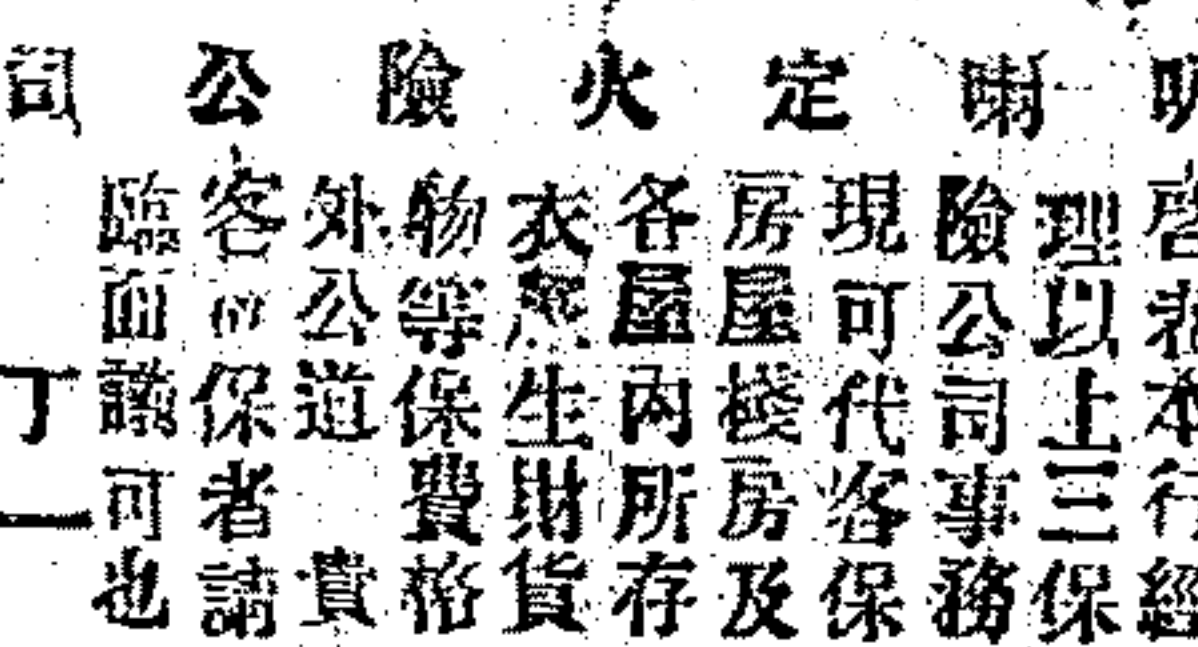 喇定火險公司
啓者本行經
理以上三保
險公司事務
現可代客保
房屋棧房及
各屋內所存
衣生財貨
物等保費格
外公道　貴
客保者請
臨面議可也
丁一